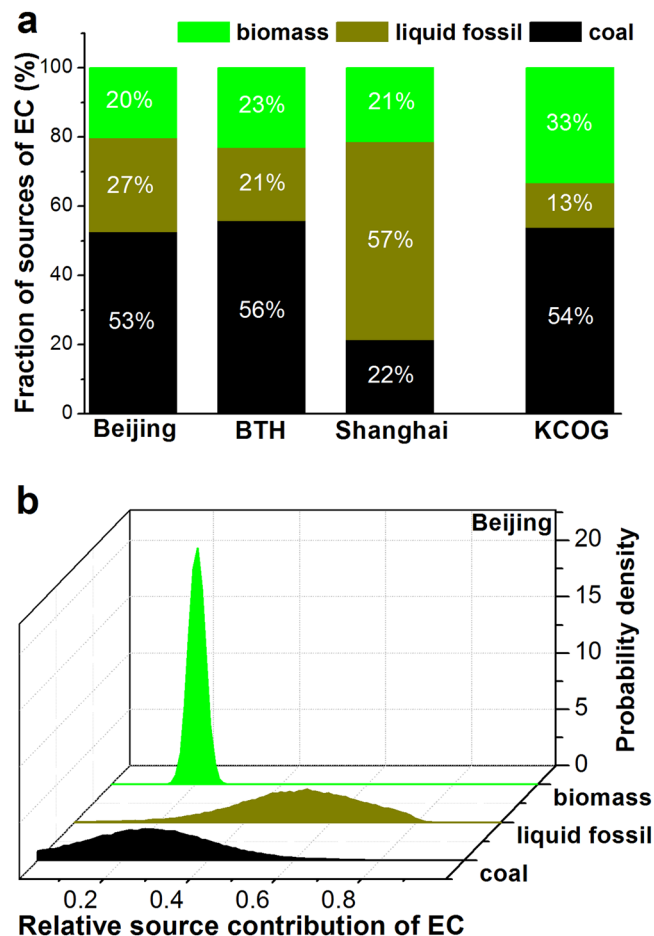 a
biomass liquid fossil coal
Fraction of sources of EC (%)
100
80
60
40
20
0
20% 23% 21% 33%
27% 21% 57% 13%
53% 56% 22% 54%
Beijing BTH Shanghai KCOG
b
Beijing
Probability density
20
15
10
5
0
biomass
liquid fossil
coal
0.2 0.4 0.6 0.8
Relative source contribution of EC